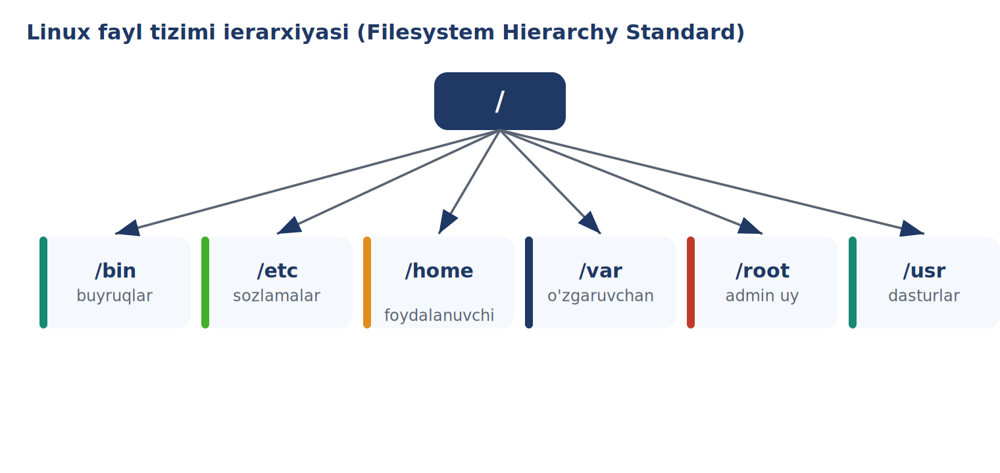 Linux fayl tizimi ierarxiyasi (Filesystem Hierarchy Standard)
/
/bin
buyruqlar
/etc
sozlamalar
/home
foydalanuvchi
/var
o'zgaruvchan
/root
admin uy
/usr
dasturlar